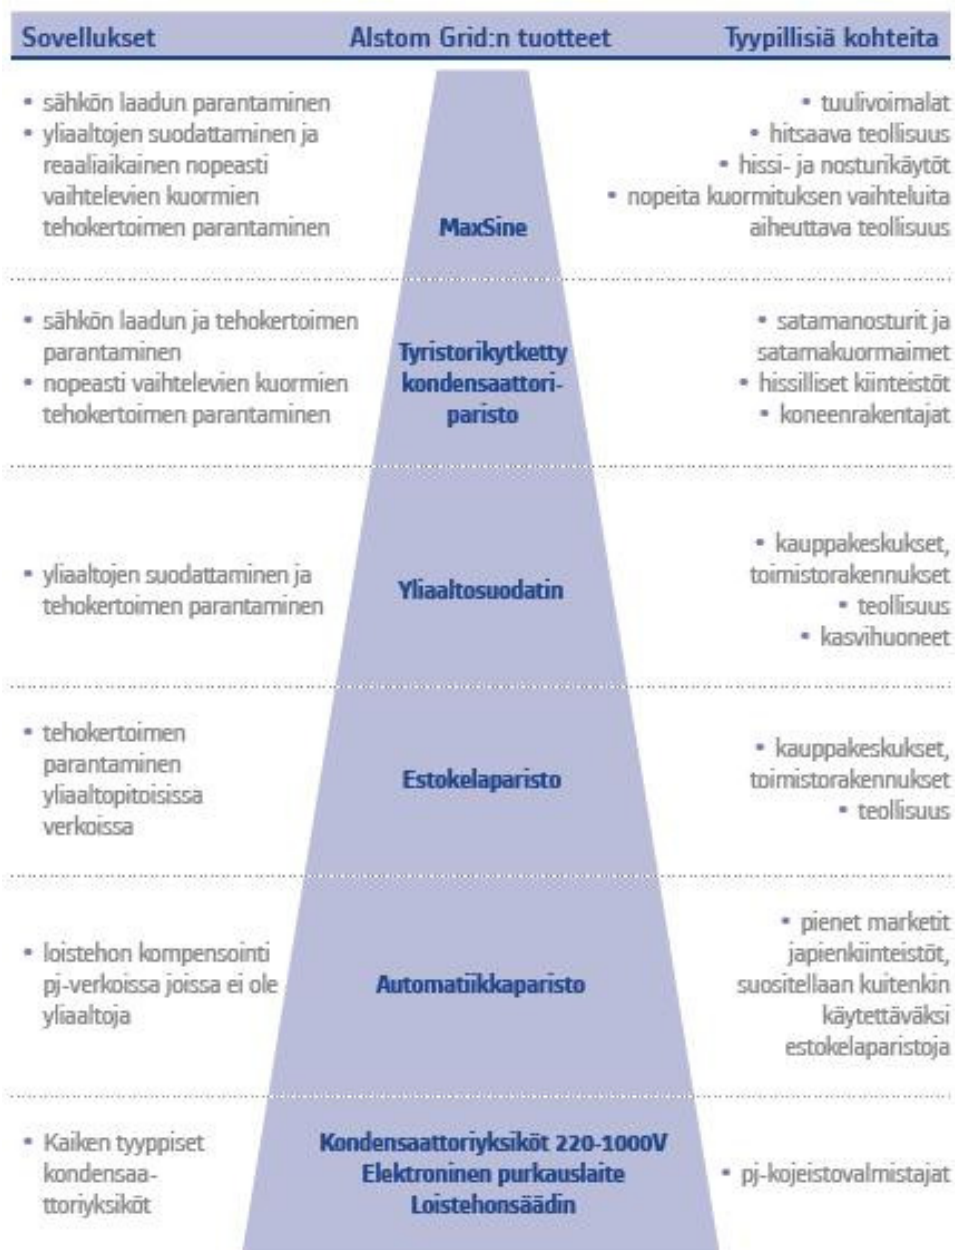 Sovellukset
Alstom Grid:n tuotteet
Tyypillisiä kohteita
• sähkön laadun parantaminen
• yliaaltojen suodattaminen ja
reaaliaikainen nopeasti
vaihtelevien kuormien
tehokertoimen parantaminen
MaxSine
• tuulivoimalat
• hitsaava teollisuus
• hissi- ja nosturikäytöt
• nopeita kuormituksen vaihteluita
aiheuttava teollisuus
• sähkön laadun ja tehokertoimen
parantaminen
• nopeasti vaihtelevien kuormien
tehokertoimen parantaminen
Tyristorikytketty
kondensaattori-
paristo
• satamanosturit ja
satamakuormaimet
• hissilliset kiinteistöt
• koneenrakentajat
• yliaaltojen suodattaminen ja
tehokertoimen parantaminen
Yliaaltosuodatin
• kauppakeskukset,
toimistorakennukset
• teollisuus
• kasvihuoneet
• tehokertoimen
parantaminen
yliaaltopitoisissa
verkoissa
Estokelaparisto
• kauppakeskukset,
toimistorakennukset
• teollisuus
• loistehon kompensointi
pj-verkoissa joissa ei ole
yliaaltoja
Automatiikkaparisto
• pienet marketit
japienkiinteistöt,
suositellaan kuitenkin
käytettäväksi
estokelaparistoja
• Kaiken tyyppiset
kondensaa-
ttoriyksiköt
Kondensaattoriyksiköt 220-1000V
Elektroninen purkauslaite
Loistehonsäädin
• pj-kojeistovalmistajat